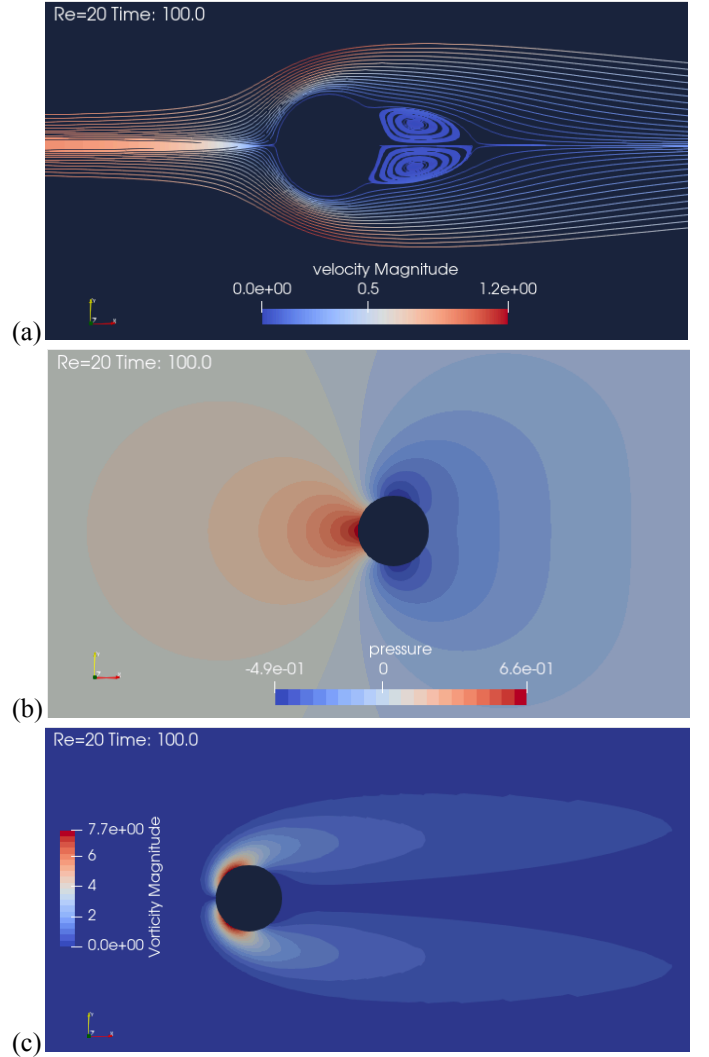 Re=20 Time: 100.0
velocity Magnitude
0.0e+00 0.5 1.2e+00
(a)
Re=20 Time: 100.0
pressure
-4.9e-01 0 6.6e-01
(b)
Re=20 Time: 100.0
7.7e+00
6
4
2
0.0e+00
Vorticity Magnitude
(c)